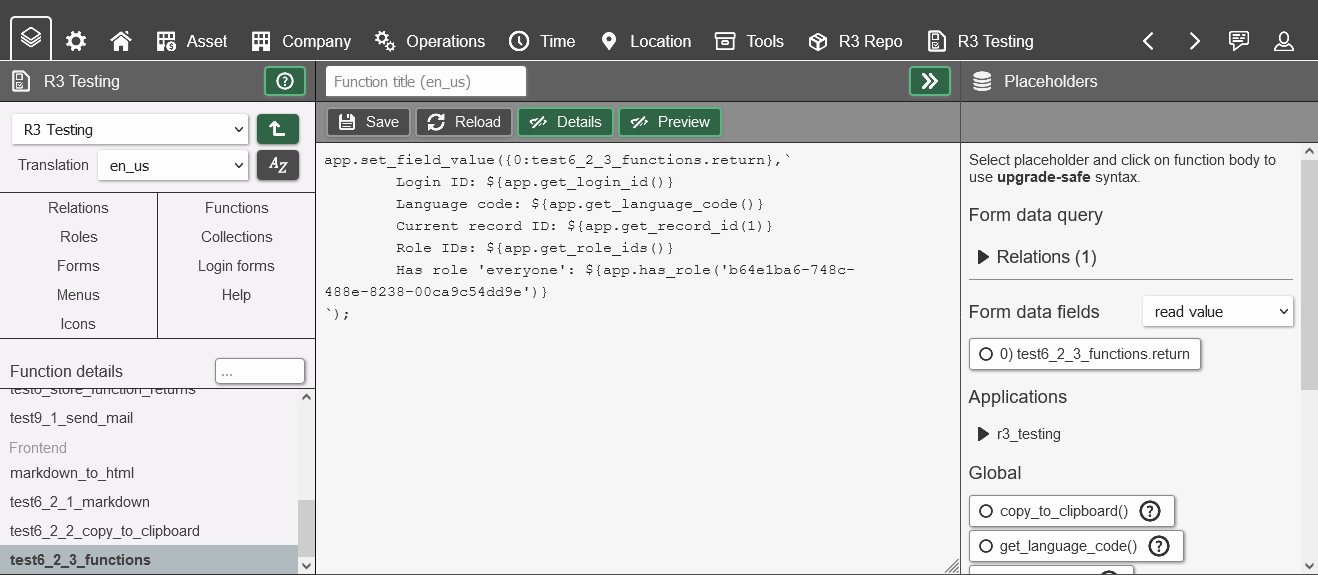 Asset Company Operations Time Location Tools R3 Repo R3 Testing
R3 Testing
Function title (en_us)
Placeholders
Save Reload Details Preview
R3 Testing
Translation en_us AZ
Relations Functions
Roles Collections
Forms Login forms
Menus Help
Icons
Function details ...
test9_1_send_mail
Frontend
markdown_to_html
test6_2_1_markdown
test6_2_2_copy_to_clipboard
test6_2_3_functions
app.set_field_value({0:test6_2_3_functions.return},`
Login ID: ${app.get_login_id()}
Language code: ${app.get_language_code()}
Current record ID: ${app.get_record_id(1)}
Role IDs: ${app.get_role_ids()}
Has role 'everyone': ${app.has_role('b64e1ba6-748c-
488e-8238-00ca9c54dd9e')}
`);
Select placeholder and click on function body to
use upgrade-safe syntax.
Form data query
Relations (1)
Form data fields read value
0) test6_2_3_functions.return
Applications
r3_testing
Global
copy_to_clipboard() ?
get_language_code() ?